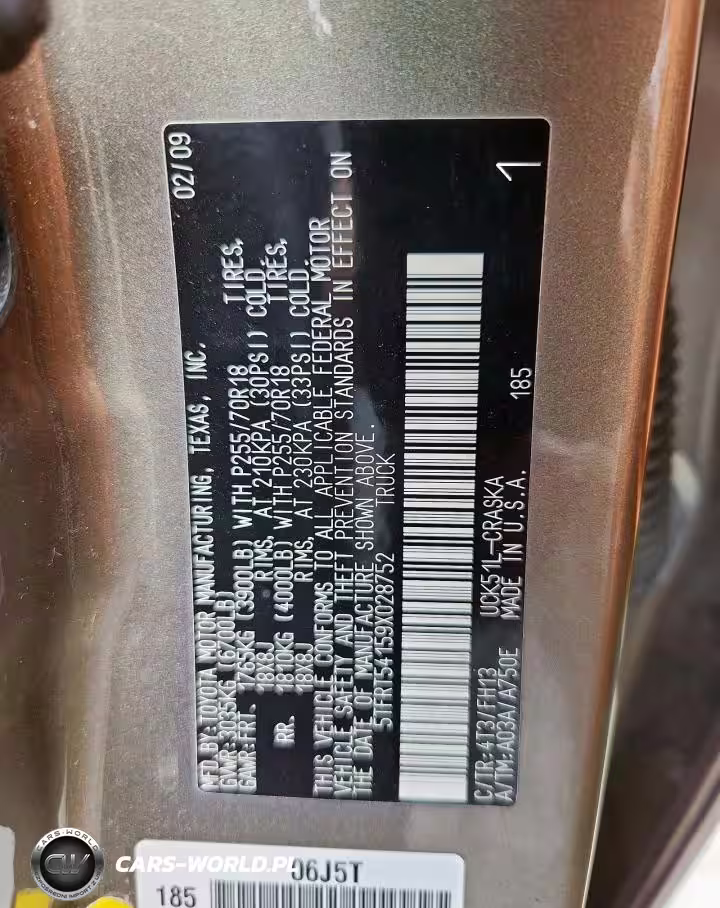 MFD.BY:TOYOTA MOTOR MANUFACTURING, TEXAS, INC. 02/09
GVWR:3035KG(6700LB)
GAWR:FRT- 1765KG(3900LB) WITH P255/70R18 TIRES,
18X8J RIMS, AT 210KPA (30PSI) COLD
RR. 1810KG (4000LB) WITH P255/70R18 TIRES,
18X8J RIMS, AT 230KPA (33PSI) COLD.
THIS VEHICLE CONFORMS TO ALL APPLICABLE FEDERAL MOTOR
VEHICLE SAFETY AND THEFT PREVENTION STANDARDS IN EFFECT ON
THE DATE OF MANUFACTURE SHOWN ABOVE.
5TFRT54159X028752 TRUCK
C/TR:4T3/FH13 UCK51L-CRASKA 185
A/TM:A03A/A750E MADE IN U.S.A. 1
06J5T
185
CARS-WORLD.PL
CARS-WORLD
CW